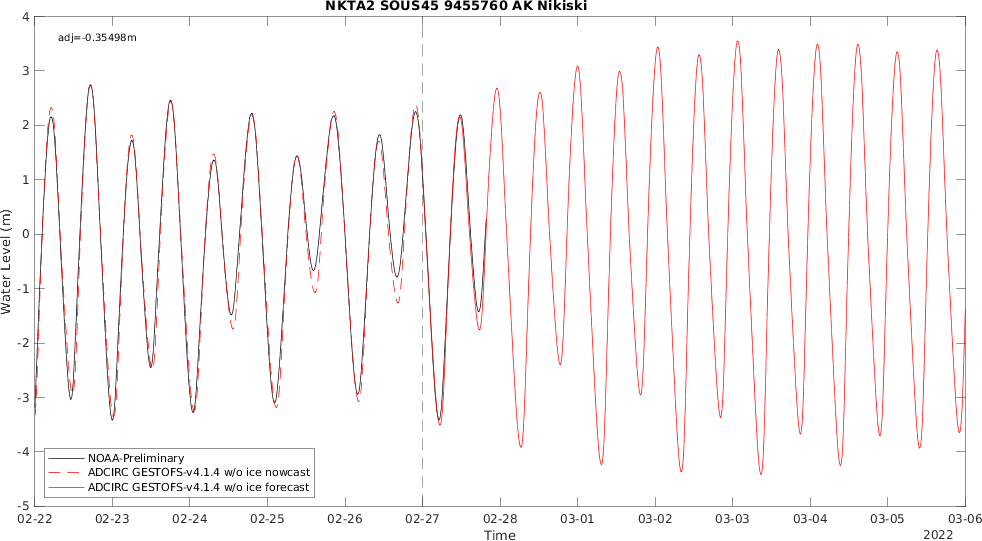 NKTA2 SOUS45 9455760 AK Nikiski
adj=-0.35498m
4
3
2
1
0
-1
-2
-3
-4
-5
Water Level (m)
NOAA-Preliminary
ADCIRC GESTOFS-v4.1.4 w/o ice nowcast
ADCIRC GESTOFS-v4.1.4 w/o ice forecast
02-22 02-23 02-24 02-25 02-26 02-27 02-28 03-01 03-02 03-03 03-04 03-05 03-06
Time
2022